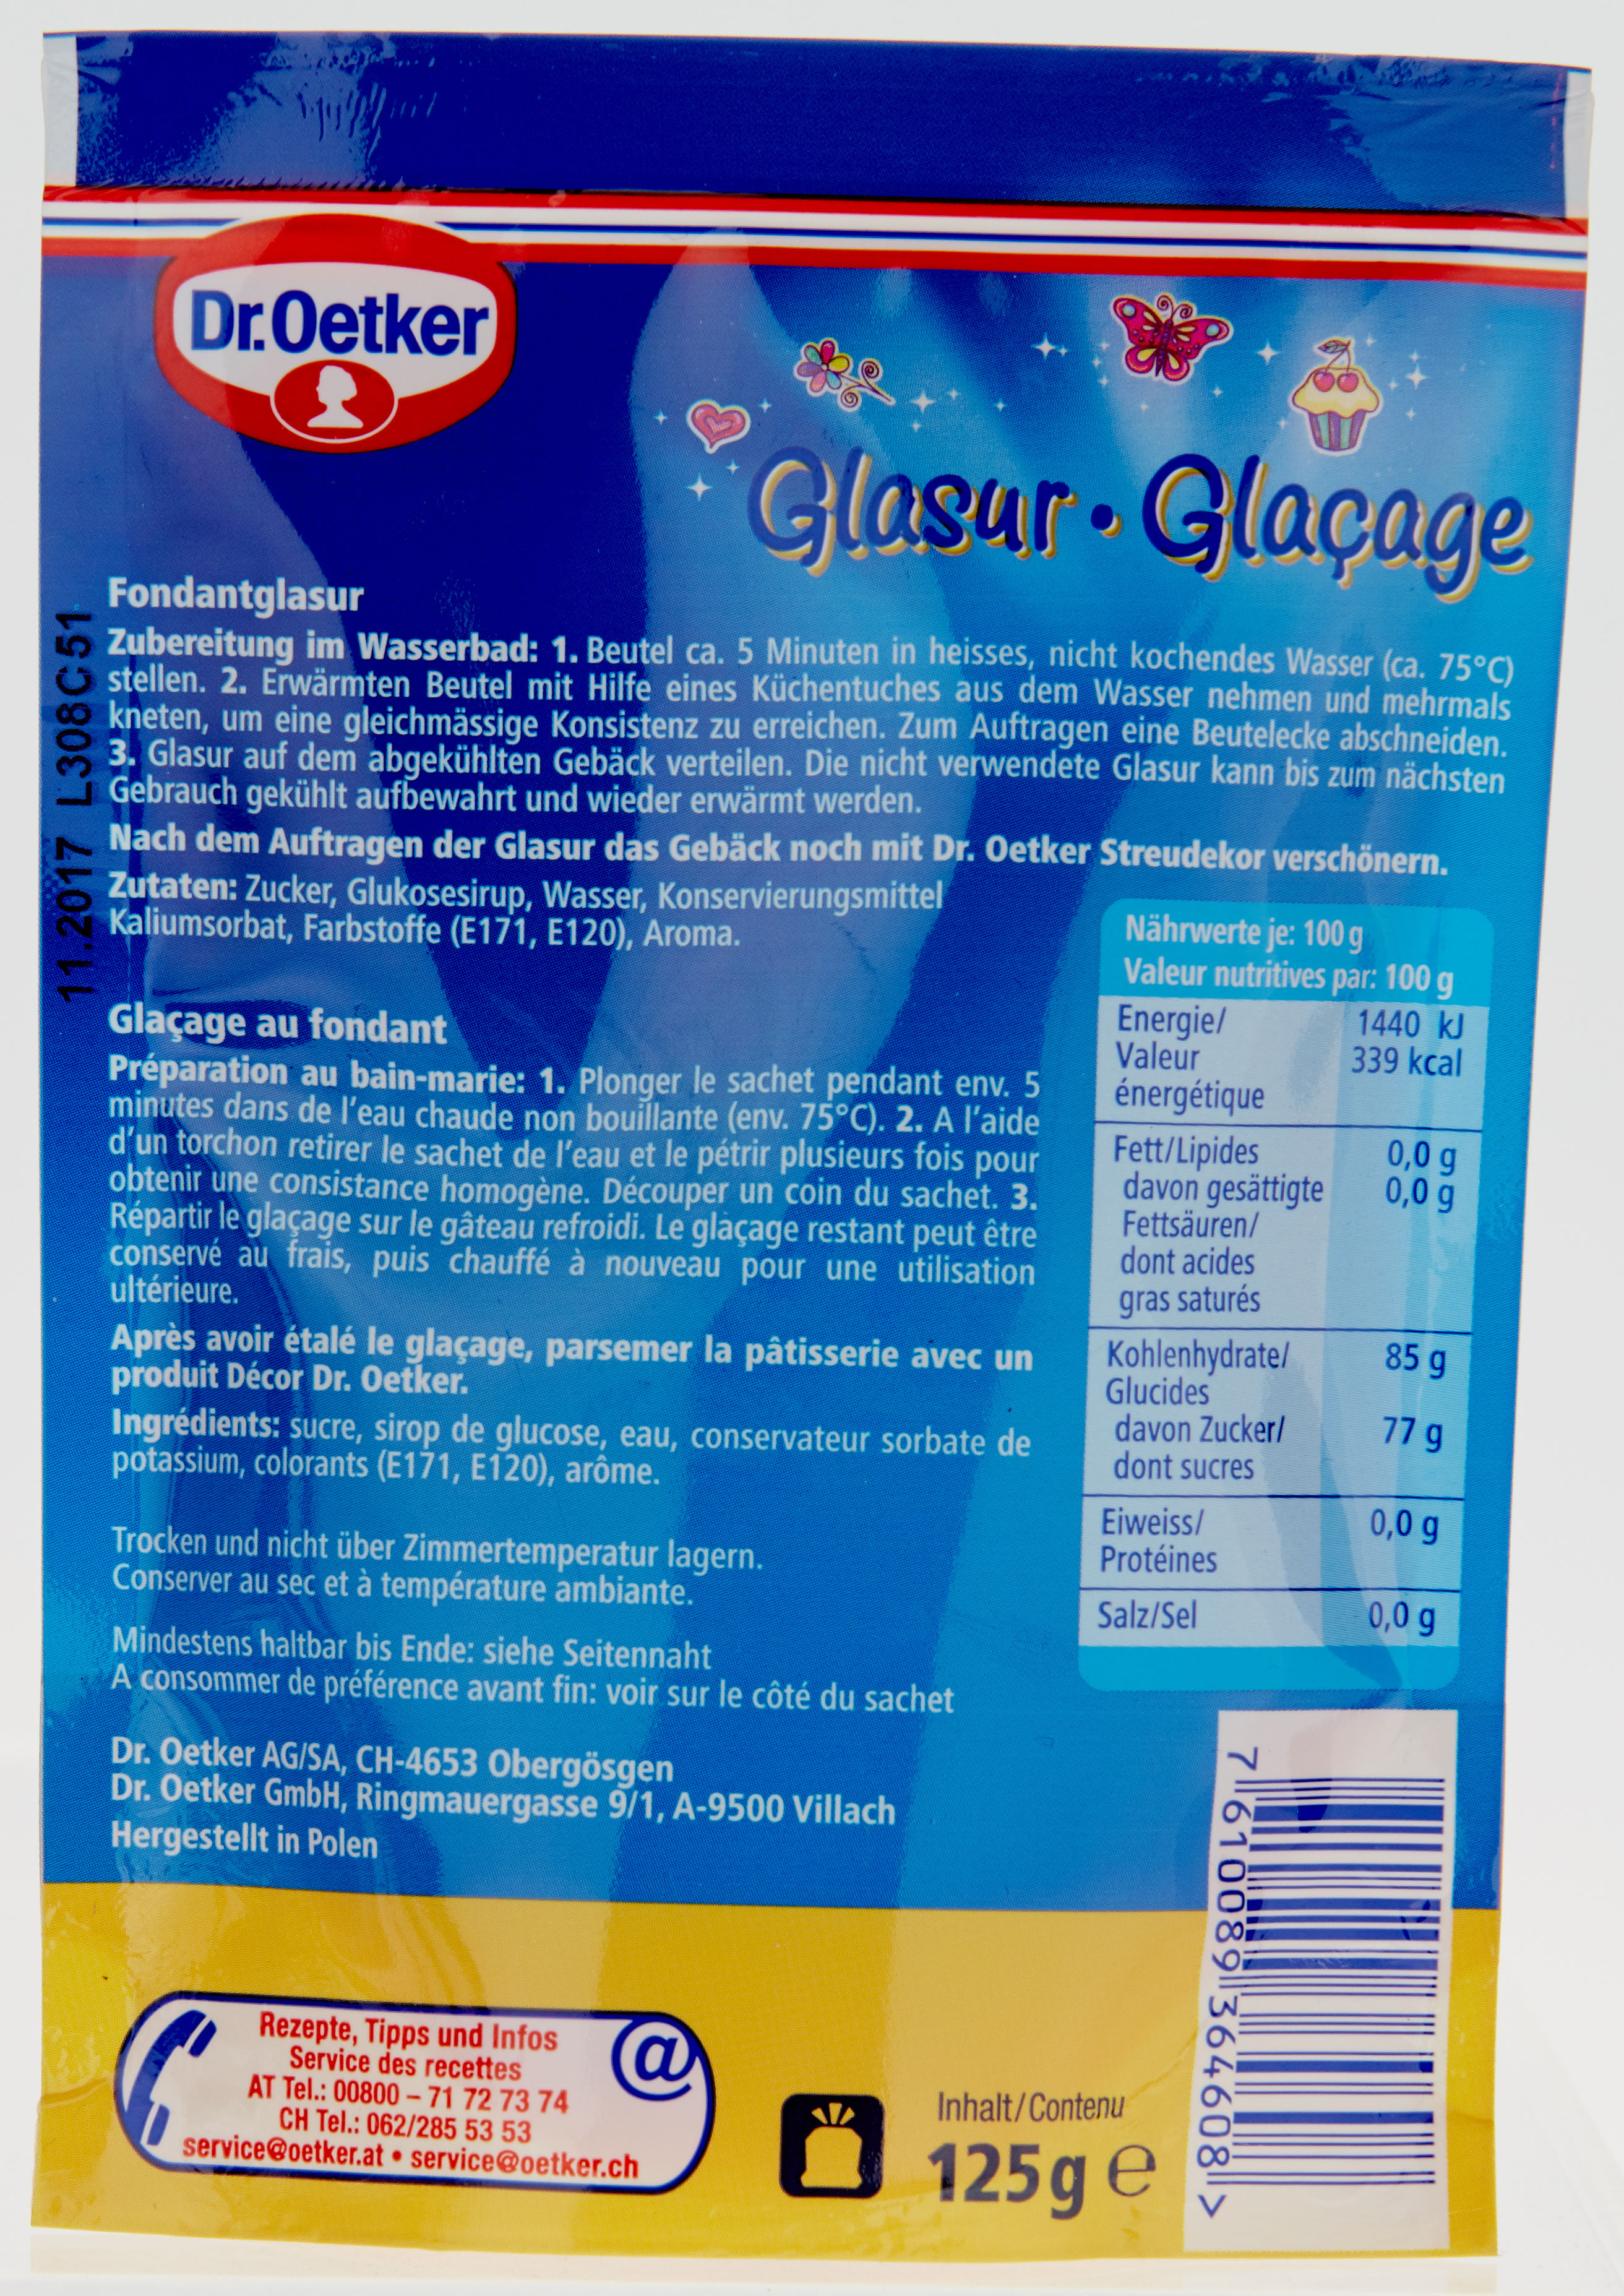 Dr.Oetker
Glasur • Glaçage
Fondantglasur
Zubereitung im Wasserbad: 1. Beutel ca. 5 Minuten in heisses, nicht kochendes Wasser (ca. 75°C)
stellen. 2. Erwärmten Beutel mit Hilfe eines Küchentuches aus dem Wasser nehmen und mehrmals
kneten, um eine gleichmässige Konsistenz zu erreichen. Zum Auftragen eine Beutelecke abschneiden.
3. Glasur auf dem abgekühlten Gebäck verteilen. Die nicht verwendete Glasur kann bis zum nächsten
Gebrauch gekühlt aufbewahrt und wieder erwärmt werden.
Nach dem Auftragen der Glasur das Gebäck noch mit Dr. Oetker Streudekor verschönern.
Zutaten: Zucker, Glukosesirup, Wasser, Konservierungsmittel
Kaliumsorbat, Farbstoffe (E171, E120), Aroma.
11.2017 L308C51
Glaçage au fondant
Préparation au bain-marie: 1. Plonger le sachet pendant env. 5
minutes dans de l'eau chaude non bouillante (env. 75°C). 2. A l'aide
d'un torchon retirer le sachet de l'eau et le pétrir plusieurs fois pour
obtenir une consistance homogène. Découper un coin du sachet. 3.
Répartir le glaçage sur le gâteau refroidi. Le glaçage restant peut être
conservé au frais, puis chauffé à nouveau pour une utilisation
ultérieure.
Après avoir étalé le glaçage, parsemer la pâtisserie avec un
produit Décor Dr. Oetker.
Ingrédients: sucre, sirop de glucose, eau, conservateur sorbate de
potassium, colorants (E171, E120), arôme.
Trocken und nicht über Zimmertemperatur lagern.
Conserver au sec et à température ambiante.
Mindestens haltbar bis Ende: siehe Seitennaht
A consommer de préférence avant fin: voir sur le côté du sachet
Dr. Oetker AG/SA, CH-4653 Obergösgen
Dr. Oetker GmbH, Ringmauergasse 9/1, A-9500 Villach
Hergestellt in Polen
Nährwerte je: 100 g
Valeur nutritives par: 100 g
Energie/ 1440 kJ
Valeur 339 kcal
énergétique
Fett/Lipides 0,0 g
davon gesättigte 0,0 g
Fettsäuren/
dont acides
gras saturés
Kohlenhydrate/ 85 g
Glucides
davon Zucker/ 77 g
dont sucres
Eiweiss/ 0,0 g
Protéines
Salz/Sel 0,0 g
Rezepte, Tipps und Infos
Service des recettes
AT Tel.: 00800 – 71 72 73 74
CH Tel.: 062/285 53 53
service@oetker.at • service@oetker.ch
@
Inhalt/Contenu
125g e
7 610089 364608 >